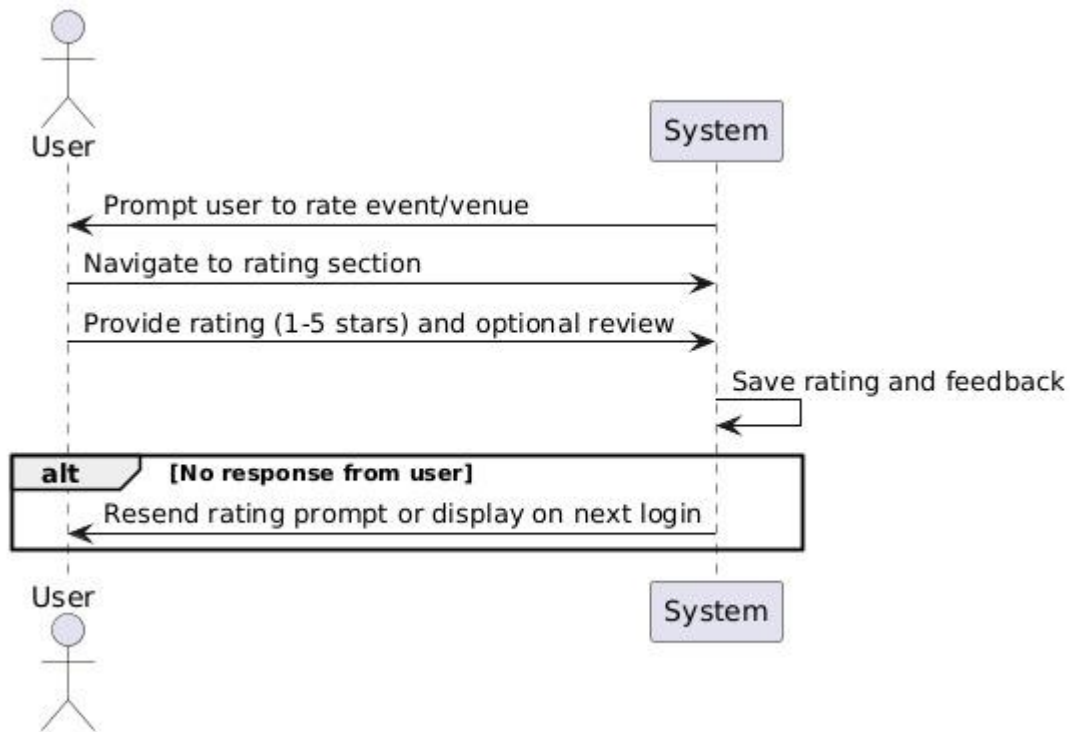 User
System
Prompt user to rate event/venue
Navigate to rating section
Provide rating (1-5 stars) and optional review
Save rating and feedback
alt [No response from user]
Resend rating prompt or display on next login
User
System